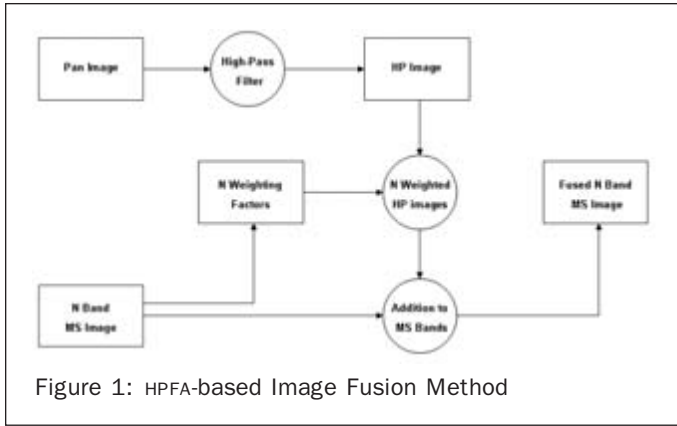 Pan Image
High-Pass
Filter
HP Image
N Weighting
Factors
N Weighted
HP images
Fused N Band
MS Image
N Band
MS Image
Addition to
MS Bands
Figure 1: HPFA-based Image Fusion Method